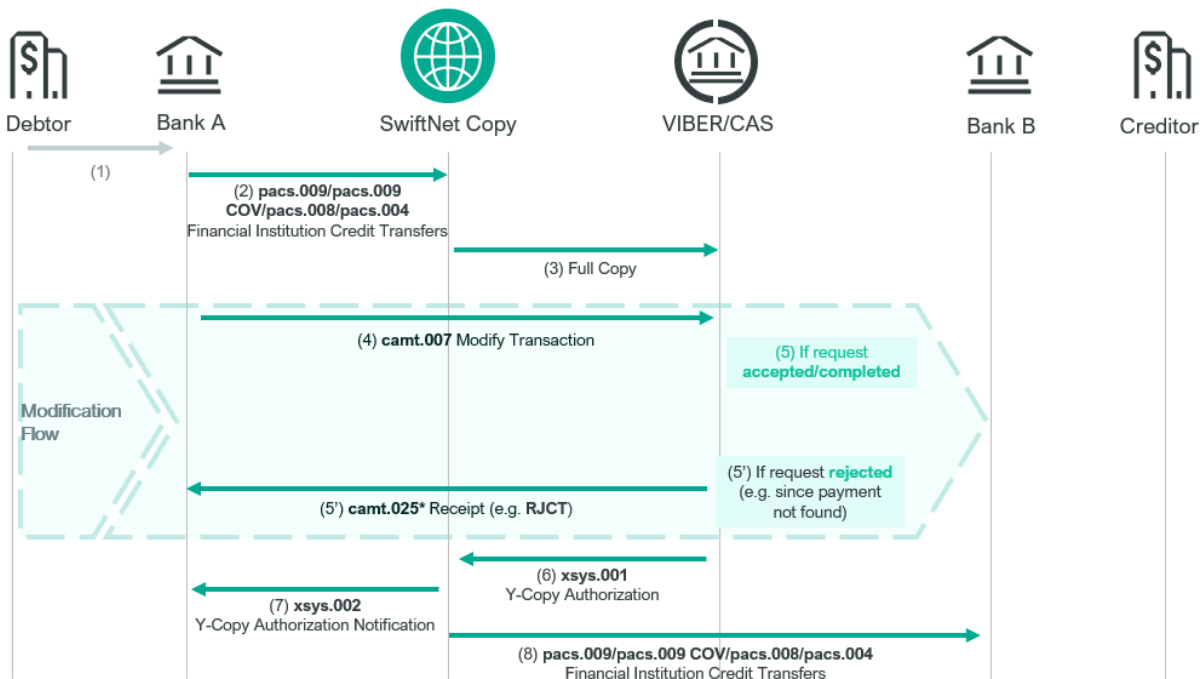 Debtor
Bank A
SwiftNet Copy
VIBER/CAS
Bank B
Creditor
(1)
(2) pacs.009/pacs.009
COV/pacs.008/pacs.004
Financial Institution Credit Transfers
(3) Full Copy
(4) camt.007 Modify Transaction
(5) If request
accepted/completed
Modification
Flow
(5’) If request rejected
(e.g. since payment
not found)
(5’) camt.025* Receipt (e.g. RJCT)
(6) xsys.001
Y-Copy Authorization
(7) xsys.002
Y-Copy Authorization Notification
(8) pacs.009/pacs.009 COV/pacs.008/pacs.004
Financial Institution Credit Transfers